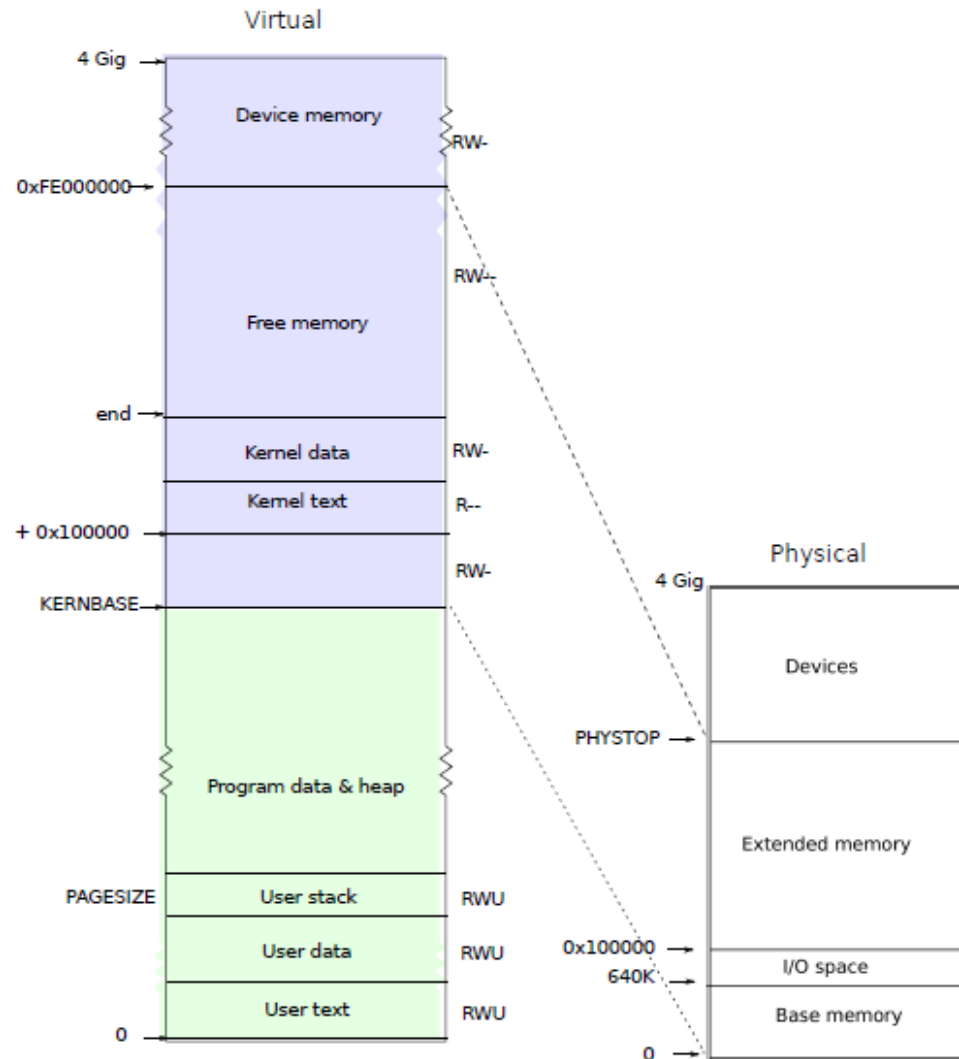 Virtual
4 Gig
Device memory
RW-
0xFE000000
RW--
Free memory
end
Kernel data
RW-
Kernel text
R--
+ 0x100000
RW-
KERNBASE
Program data & heap
PAGESIZE
User stack
RWU
User data
RWU
User text
RWU
0
Physical
4 Gig
Devices
PHYSTOP
Extended memory
0x100000
I/O space
640K
Base memory
0